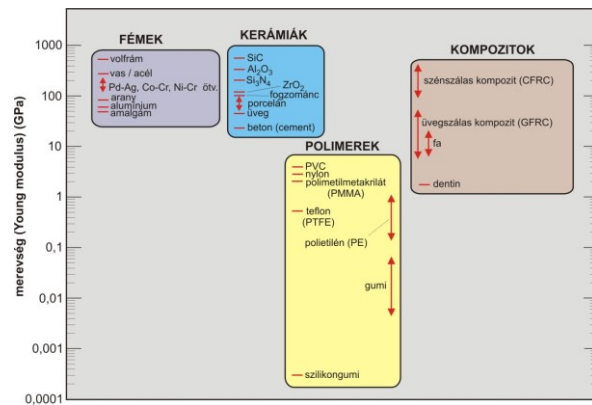 merevség (Young modulus) (GPa)
1000
100
10
1
0,1
0,01
0,001
0,0001
FÉMEK
volfrám
vas / acél
Pd-Ag, Co-Cr, Ni-Cr ötv.
arany
alumínium
amalgám
KERÁMIÁK
SiC
Al2O3
Si3N4
ZrO2
fogzománc
porcelán
üveg
beton (cement)
POLIMEREK
PVC
nylon
polimetilmetakrilát
(PMMA)
teflon
(PTFE)
polietilén (PE)
gumi
szilikongumi
KOMPOZITOK
szénszálas kompozit (CFRC)
üvegszálas kompozit (GFRC)
fa
dentin